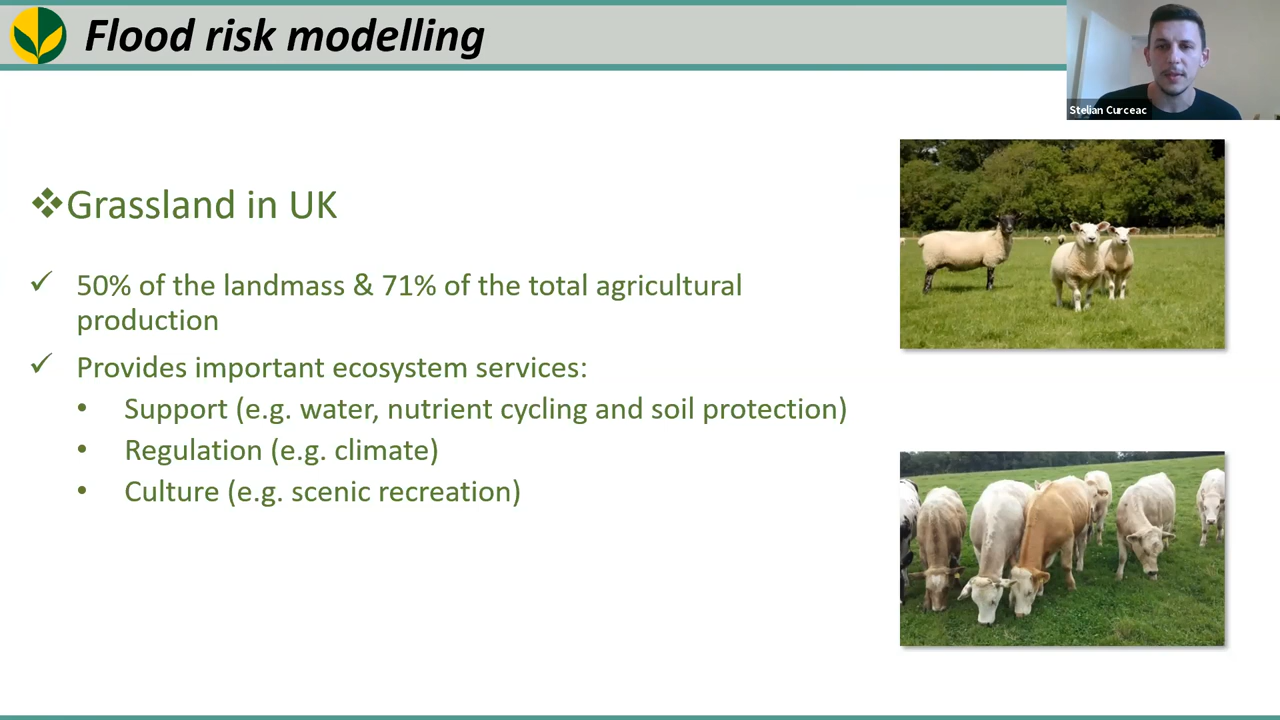 Flood risk modelling
Stelian Curceac
❖Grassland in UK
✓ 50% of the landmass & 71% of the total agricultural
production
✓ Provides important ecosystem services:
• Support (e.g. water, nutrient cycling and soil protection)
• Regulation (e.g. climate)
• Culture (e.g. scenic recreation)